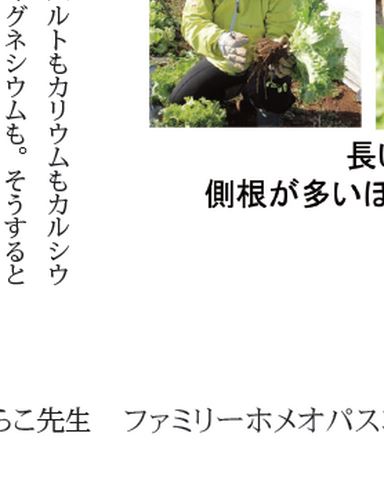 長い
側根が多いほ
ルトもカリウムもカルシウ
グネシウムも。そうすると
らこ先生　ファミリーホメオパス